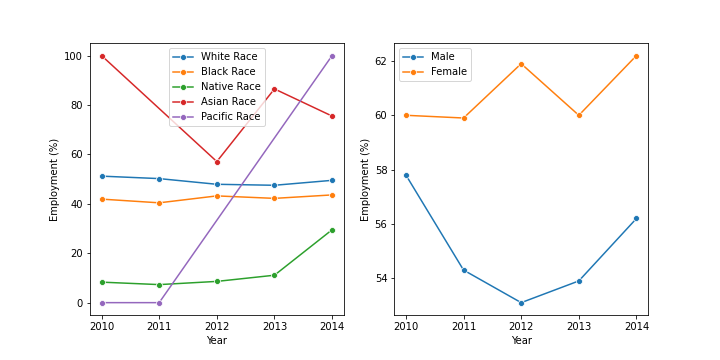 100
80
60
40
20
0
Employment (%)
2010 2011 2012 2013 2014
Year
White Race
Black Race
Native Race
Asian Race
Pacific Race
62
60
58
56
54
Employment (%)
2010 2011 2012 2013 2014
Year
Male
Female